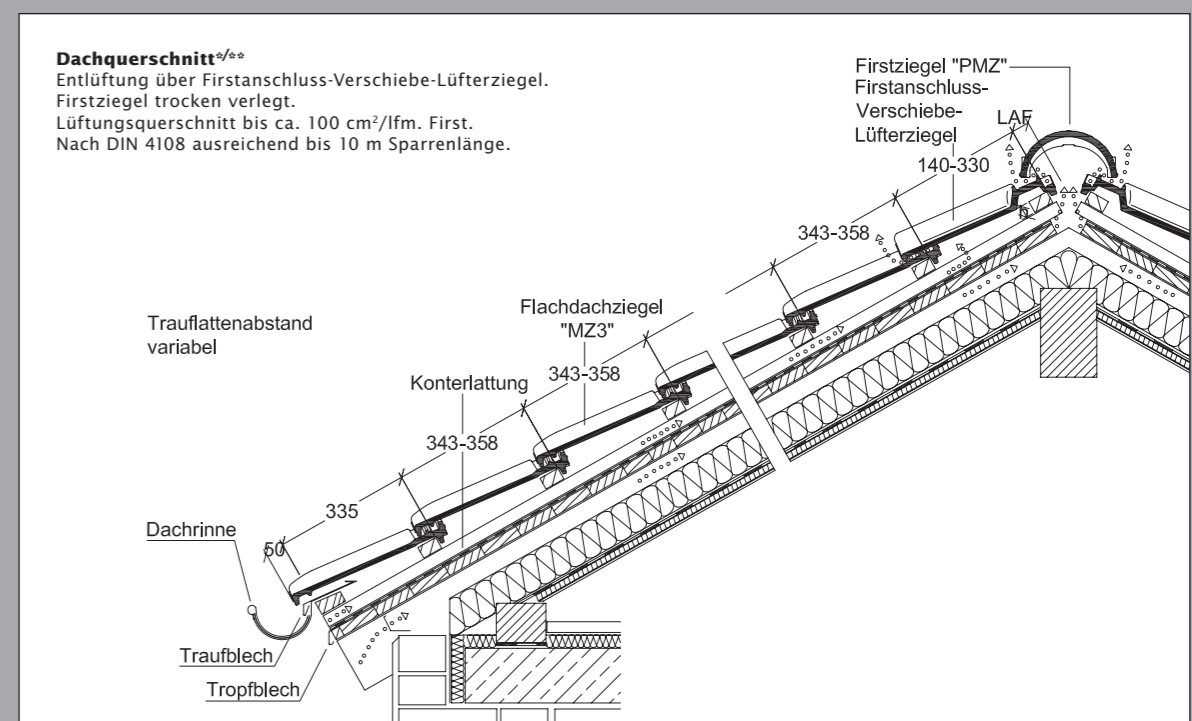 Dachquerschnitt*/**
Entlüftung über Firstanschluss-Verschiebe-Lüfterziegel.
Firstziegel trocken verlegt.
Lüftungsquerschnitt bis ca. 100 cm²/lfm. First.
Nach DIN 4108 ausreichend bis 10 m Sparrenlänge.
Firstziegel "PMZ"
Firstanschluss-
Verschiebe-
Lüfterziegel
LAF
140-330
343-358
Trauflattenabstand
variabel
Flachdachziegel
"MZ3"
343-358
Konterlattung
343-358
335
Dachrinne
50
Traufblech
Tropfblech